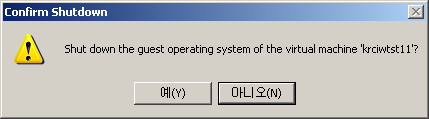 Confirm Shutdown
Shut down the guest operating system of the virtual machine 'krciwtst11'?
예(Y)
아니오(N)